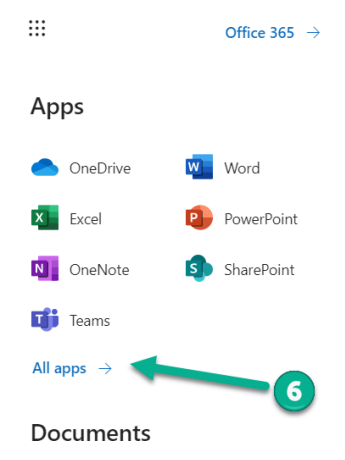 Office 365 →
Apps
OneDrive
Word
Excel
PowerPoint
OneNote
SharePoint
Teams
All apps →
6
Documents